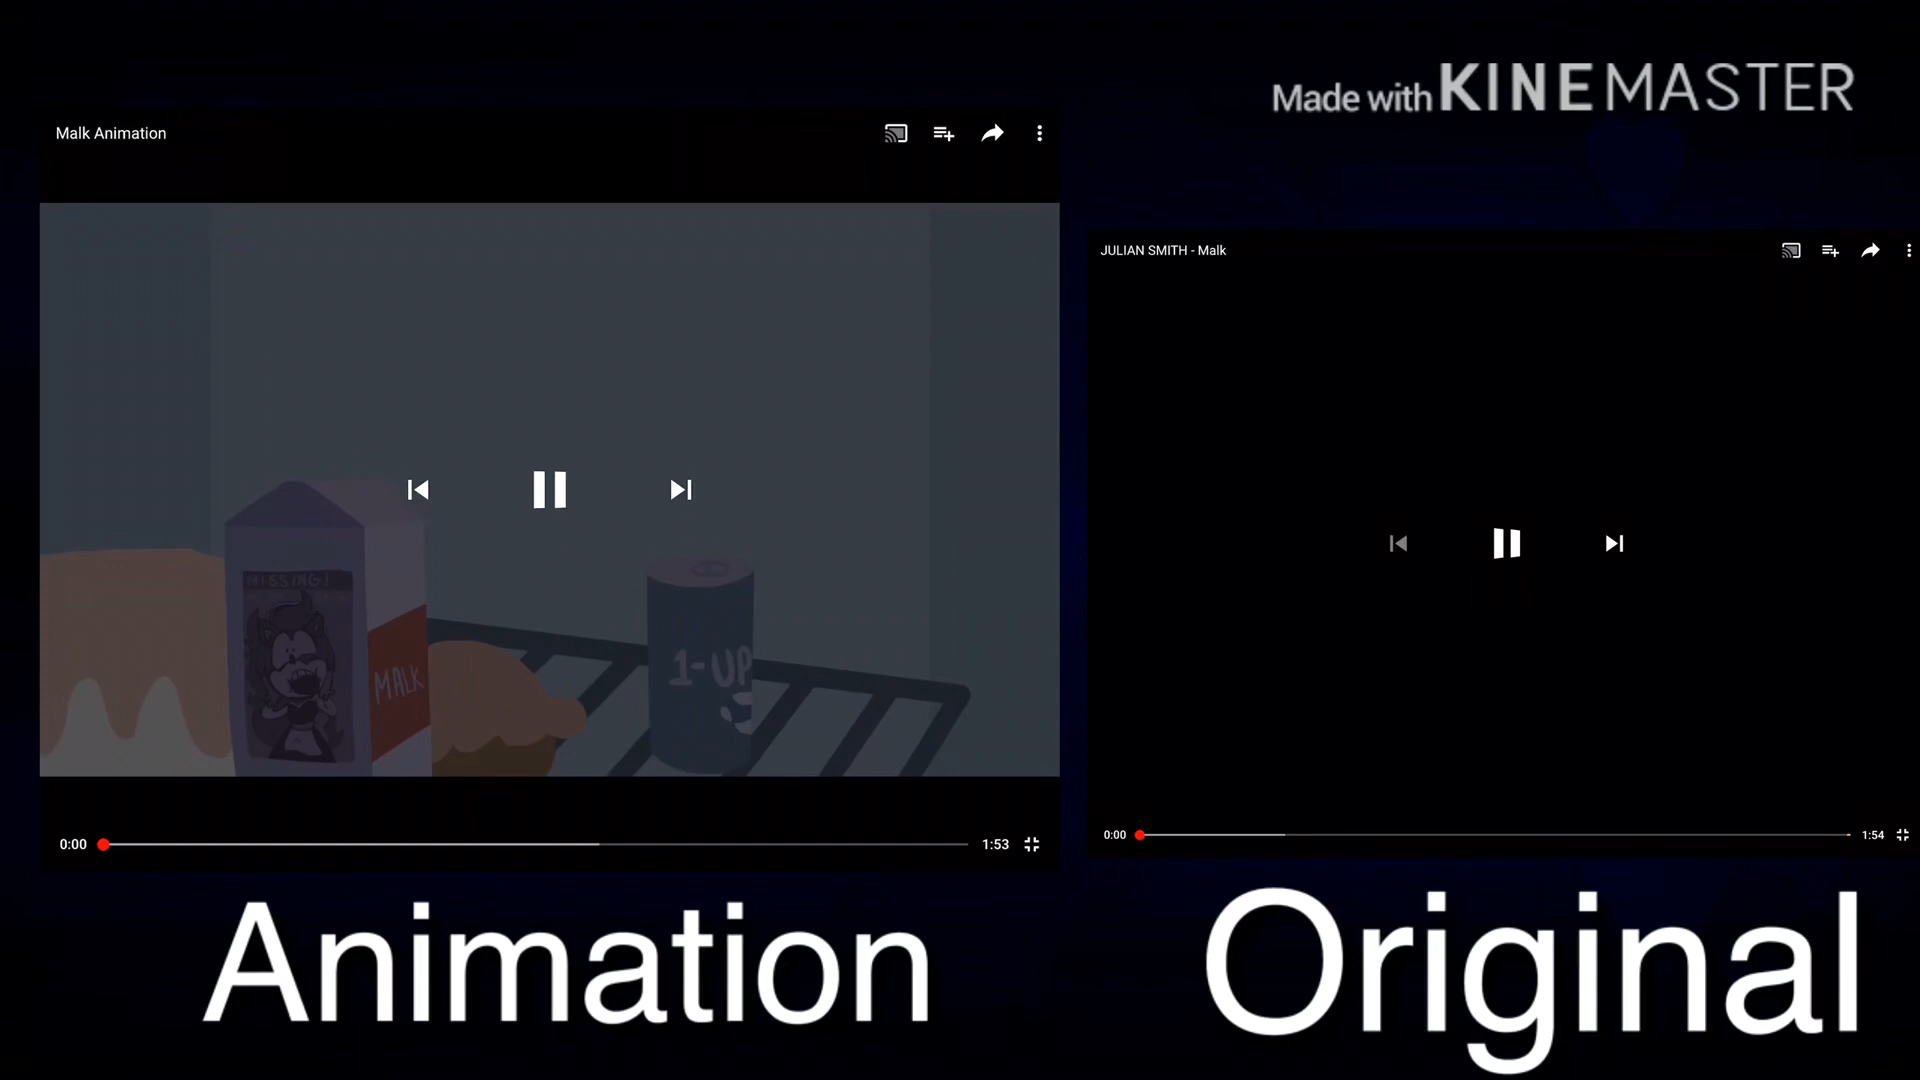 Made with KINEMASTER
Malk Animation
JULIAN SMITH - Malk
MISSING!
MALK
1-UP
0:00
1:53
0:00
1:54
Animation
Original